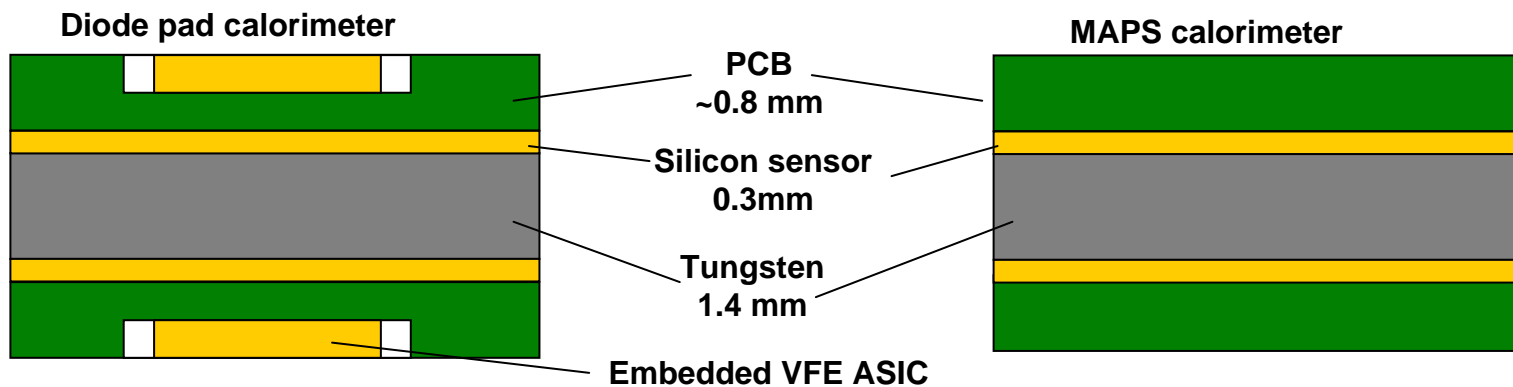 Diode pad calorimeter
MAPS calorimeter
PCB
~0.8 mm
Silicon sensor
0.3mm
Tungsten
1.4 mm
Embedded VFE ASIC